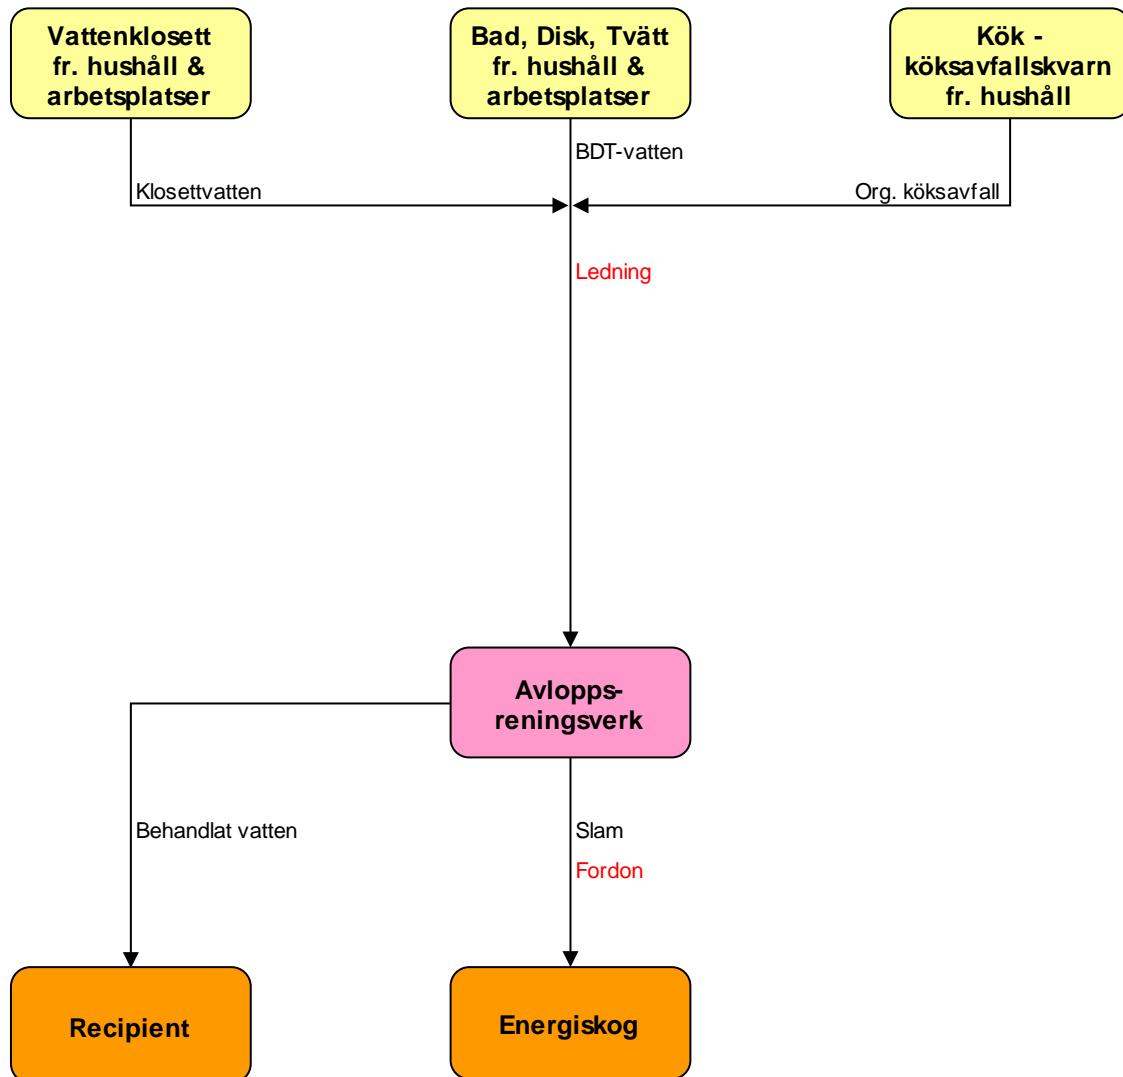 Vattenklosett
fr. hushåll &
arbetsplatser
Bad, Disk, Tvätt
fr. hushåll &
arbetsplatser
Kök -
köksavfallskvarn
fr. hushåll
BDT-vatten
Klosettvatten
Org. köksavfall
Ledning
Avlopps-
reningsverk
Behandlat vatten
Slam
Fordon
Recipient
Energiskog